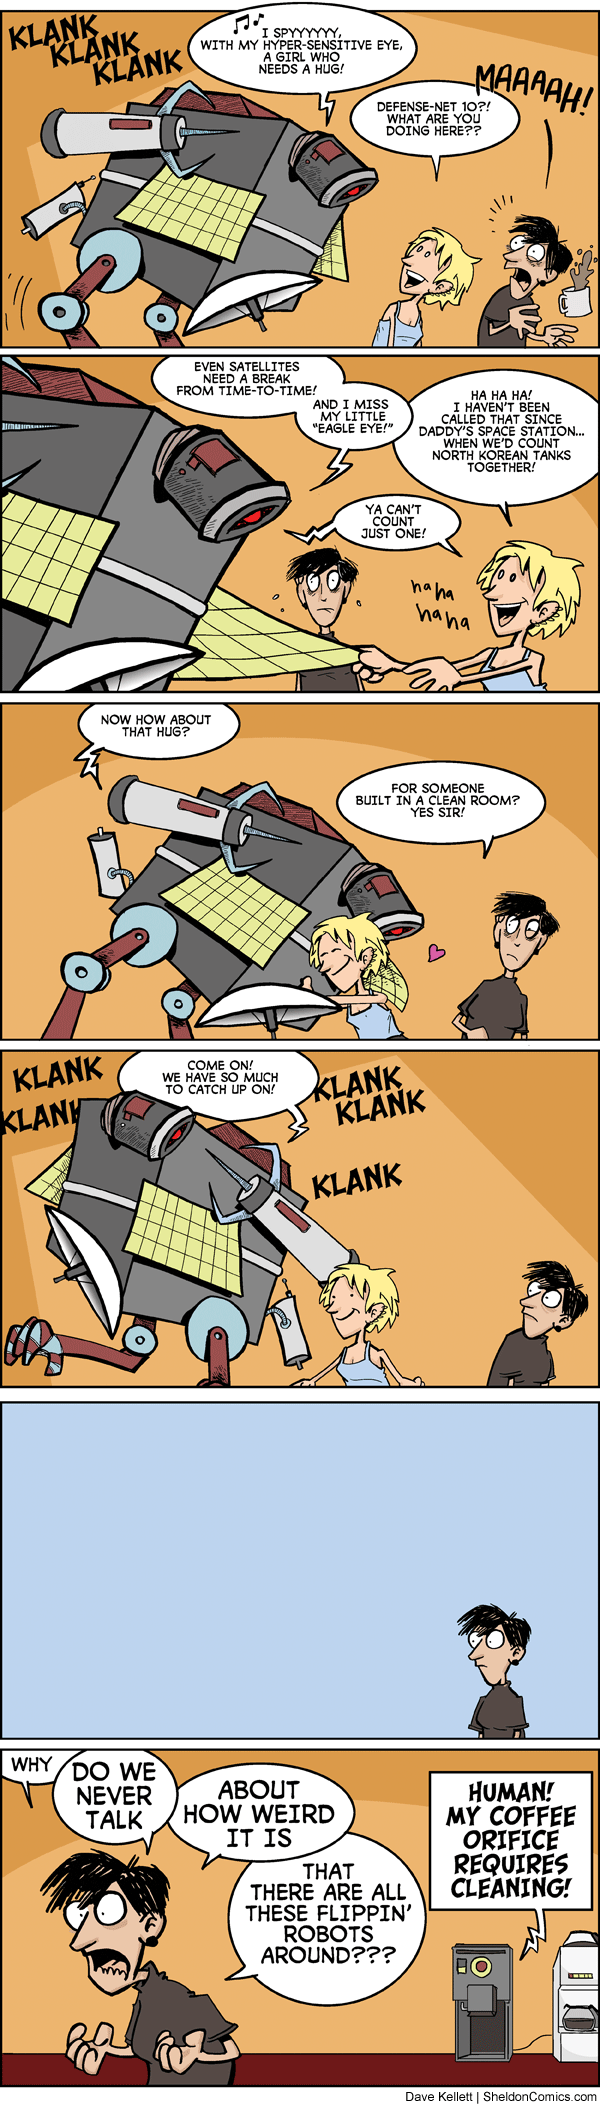 KLANK
KLANK
KLANK
I SPYYYYYY,
WITH MY HYPER-SENSITIVE EYE,
A GIRL WHO
NEEDS A HUG!
DEFENSE-NET 10?!
WHAT ARE YOU
DOING HERE??
MAAAAH!
EVEN SATELLITES
NEED A BREAK
FROM TIME-TO-TIME!
AND I MISS
MY LITTLE
"EAGLE EYE!"
HA HA HA!
I HAVEN'T BEEN
CALLED THAT SINCE
DADDY'S SPACE STATION...
WHEN WE'D COUNT
NORTH KOREAN TANKS
TOGETHER!
YA CAN'T
COUNT
JUST ONE!
ha ha
ha ha
NOW HOW ABOUT
THAT HUG?
FOR SOMEONE
BUILT IN A CLEAN ROOM?
YES SIR!
KLANK
KLANK
COME ON!
WE HAVE SO MUCH
TO CATCH UP ON!
KLANK
KLANK
KLANK
WHY
DO WE
NEVER
TALK
ABOUT
HOW WEIRD
IT IS
THAT
THERE ARE ALL
THESE FLIPPIN'
ROBOTS
AROUND???
HUMAN!
MY COFFEE
ORIFICE
REQUIRES
CLEANING!
Dave Kellett | SheldonComics.com